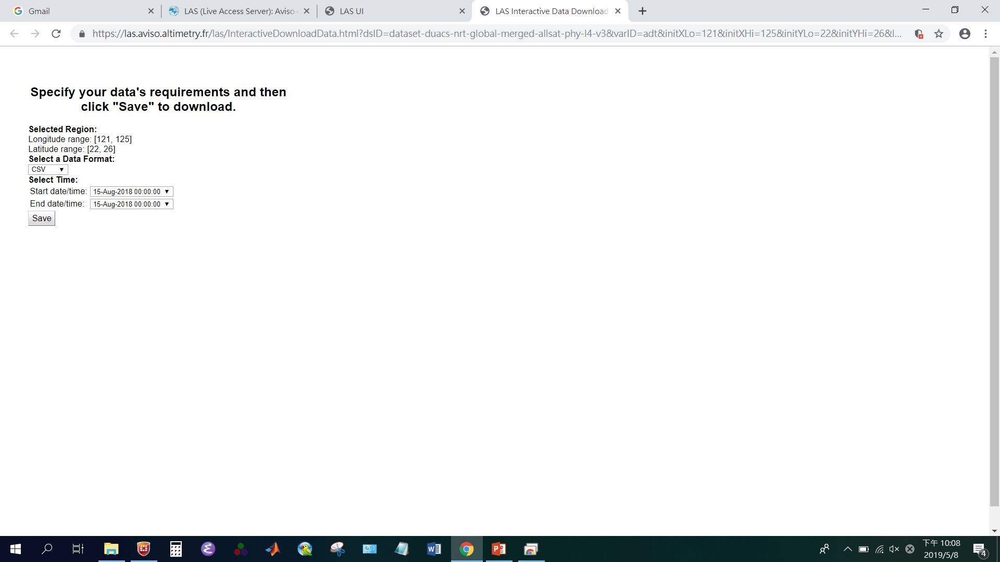 Gmail
LAS (Live Access Server): Aviso
LAS UI
LAS Interactive Data Download
https://las.aviso.altimetry.fr/las/InteractiveDownloadData.html?dsID=dataset-duacs-nrt-global-merged-allsat-phy-l4-v3&varID=adt&initXLo=121&initXHi=125&initYLo=22&initYHi=26&l...
Specify your data's requirements and then
click "Save" to download.
Selected Region:
Longitude range: [121, 125]
Latitude range: [22, 26]
Select a Data Format:
CSV
Select Time:
Start date/time: 15-Aug-2018 00:00:00
End date/time: 15-Aug-2018 00:00:00
Save
下午 10:08
2019/5/8
4